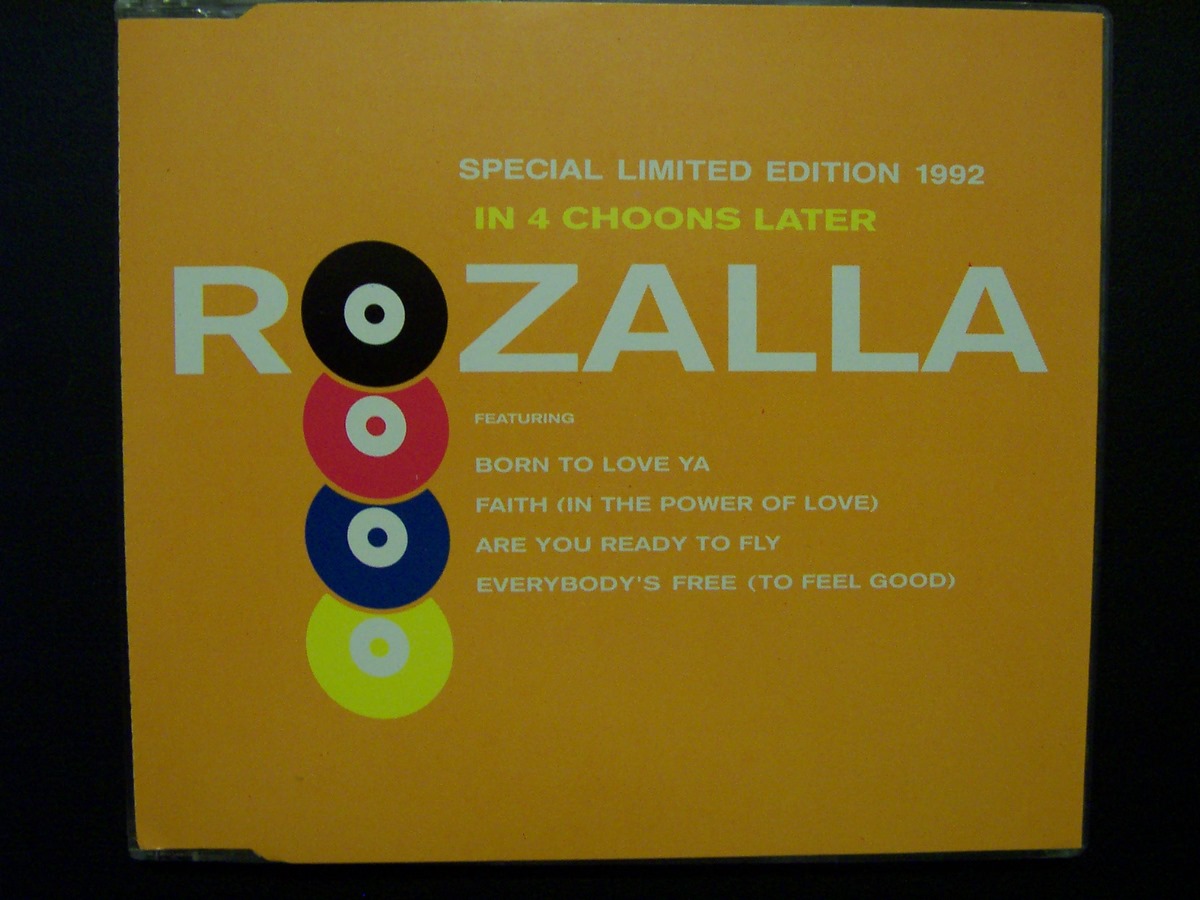 SPECIAL LIMITED EDITION 1992
IN 4 CHOONS LATER
ROZALLA
FEATURING
BORN TO LOVE YA
FAITH (IN THE POWER OF LOVE)
ARE YOU READY TO FLY
EVERYBODY'S FREE (TO FEEL GOOD)